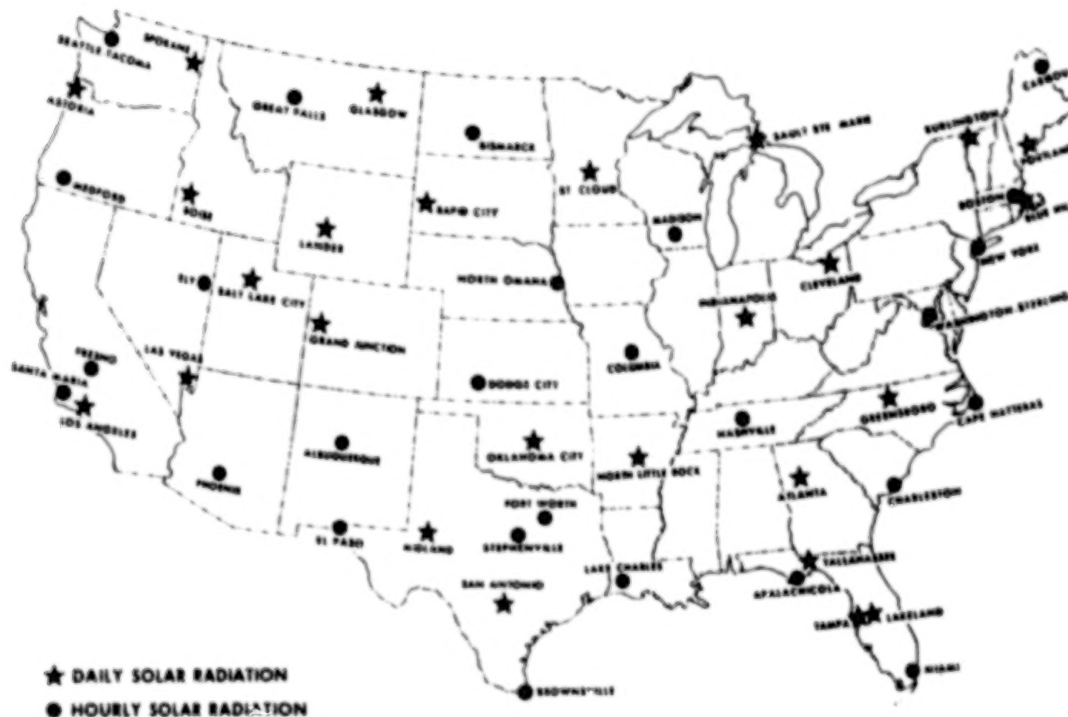 SEATTLE TACOMA
SPOKANE
ASTORIA
GREAT FALLS
GLASGOW
BISMARCK
SAULT STE MARIE
BURLINGTON
CARIBOU
PORTLAND
MEDFORD
BOISE
LANDER
RAPID CITY
ST CLOUD
MADISON
BOSTON
BLUE HILL
NEW YORK
ELY
SALT LAKE CITY
NORTH OMAHA
INDIANAPOLIS
CLEVELAND
GRAND JUNCTION
WASHINGTON STERLING
FRESNO
LAS VEGAS
SANTA MARIA
LOS ANGELES
DODGE CITY
COLUMBIA
NASHVILLE
GREENSBORO
CAPE HATTERAS
ALBUQUERQUE
OKLAHOMA CITY
NORTH LITTLE ROCK
PHOENIX
ATLANTA
CHARLESTON
EL PASO
MIDLAND
FORT WORTH
STEPHENVILLE
SAN ANTONIO
LAKE CHARLES
TALLAHASSEE
APALACHICOLA
TAMPA
LAKELAND
MIAMI
BROWNSVILLE
★ DAILY SOLAR RADIATION
● HOURLY SOLAR RADIATION